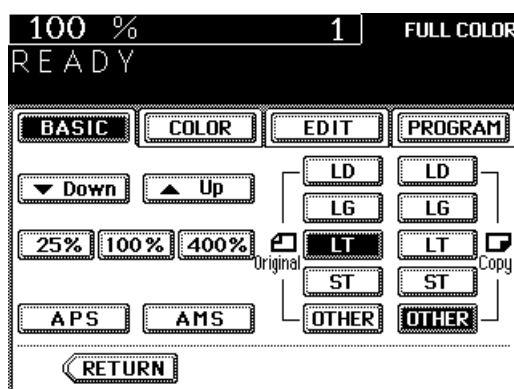 100 % 1 FULL COLOR
READY
BASIC COLOR EDIT PROGRAM
▼ Down ▲ Up LD LD
LG LG
25% 100% 400% Original LT LT Copy
ST ST
APS AMS OTHER OTHER
RETURN